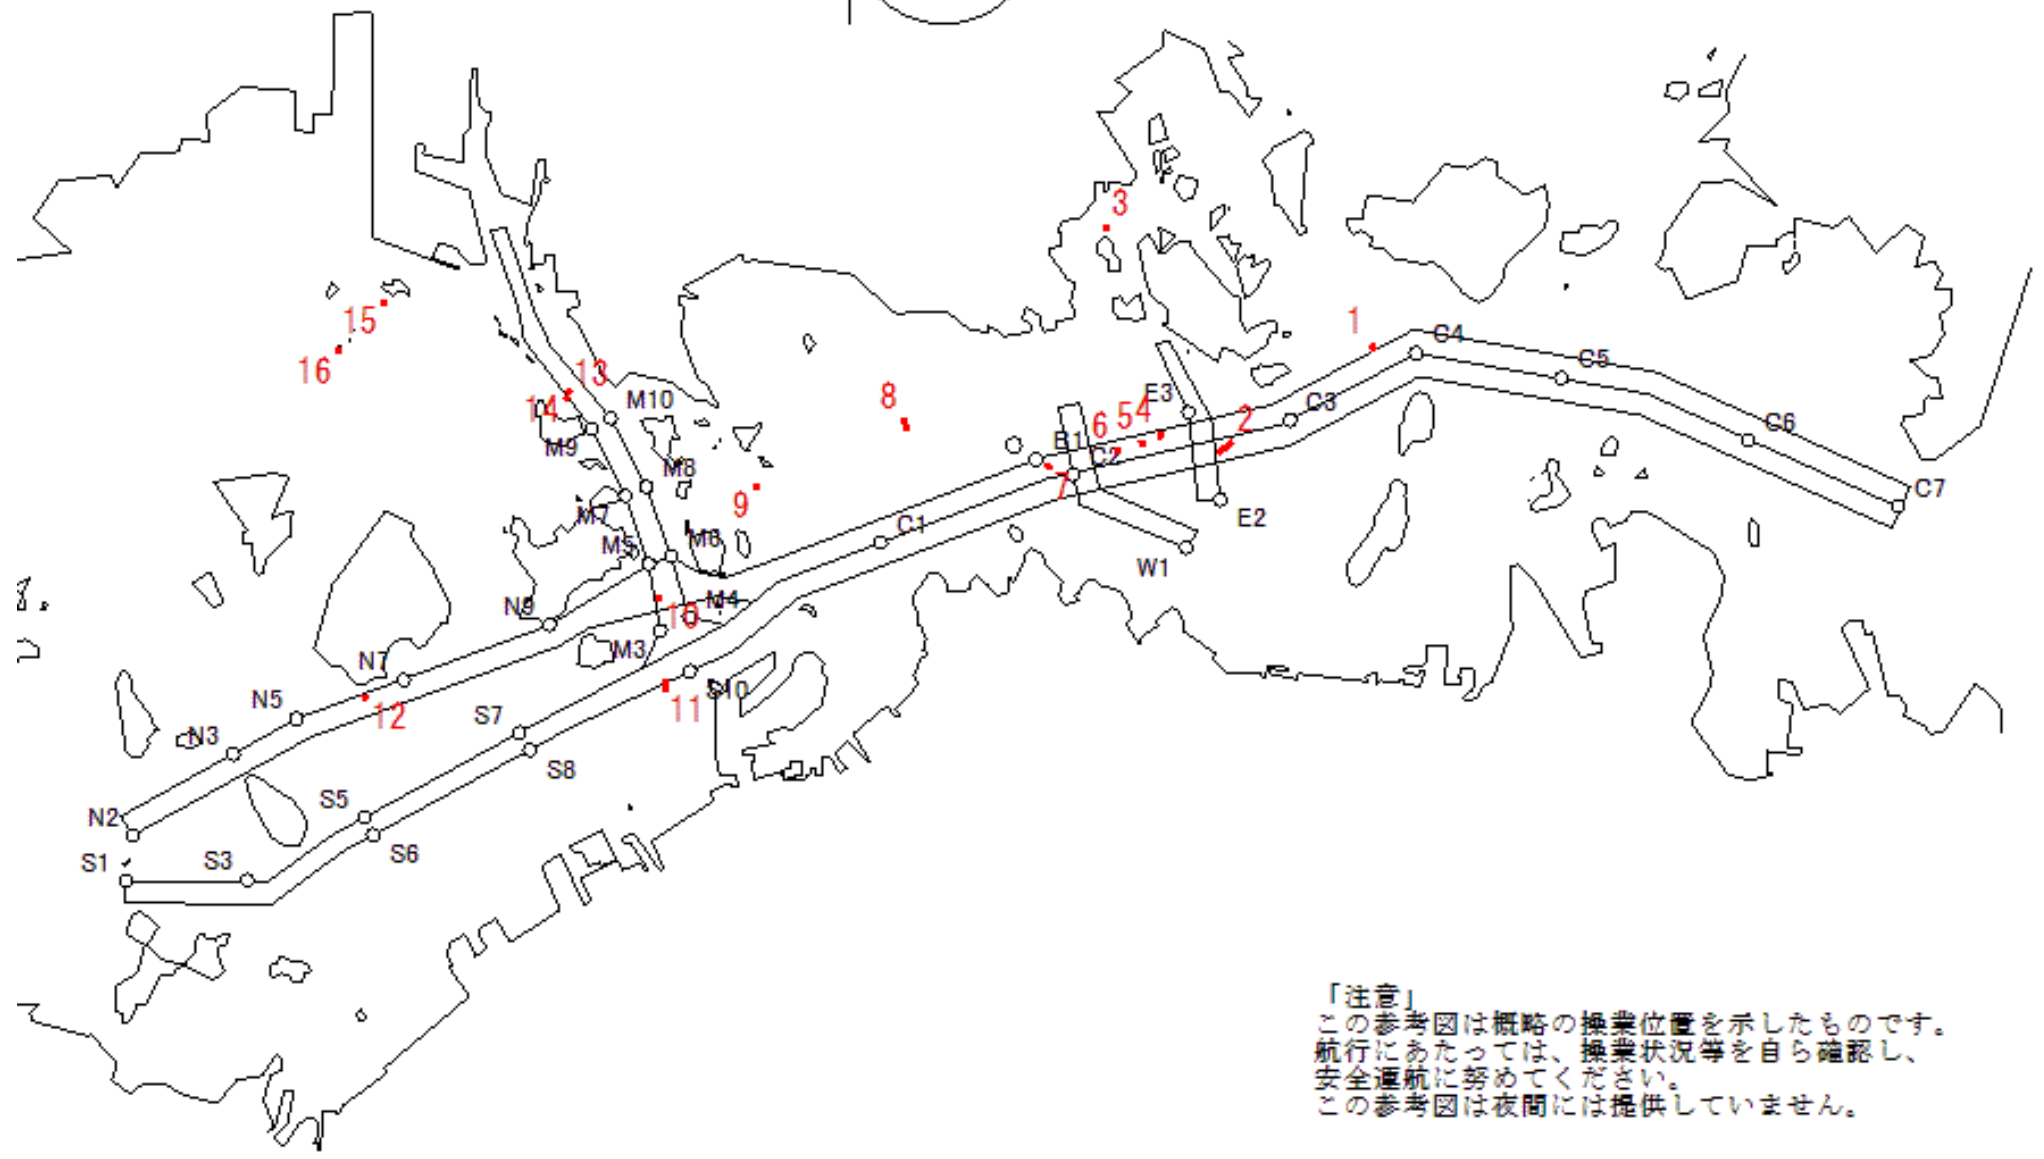 3
1
C4
15
C5
16
13
8
14
M10
E3
2
M9
6
5
4
C3
B1
C6
C2
M8
9
7
C7
M7
E2
C1
M5
M6
W1
N9
10
M4
M3
N7
S10
11
N5
12
S7
N3
S8
S5
N2
S6
S1
S3
「注意」
この参考図は概略の操業位置を示したものです。
航行にあたっては、操業状況等を自ら確認し、
安全運航に努めてください。
この参考図は夜間には提供していません。